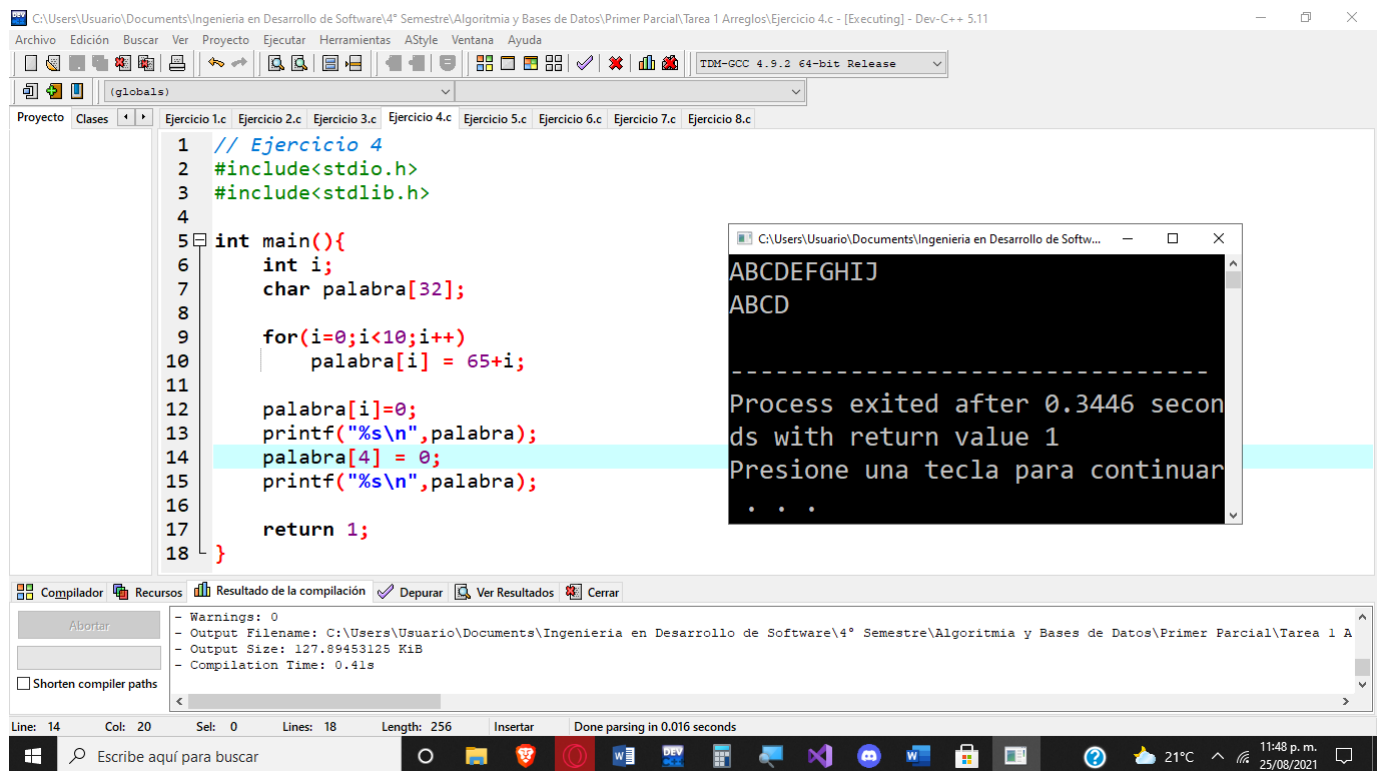 C:\Users\Usuario\Documents\Ingenieria en Desarrollo de Software\4° Semestre\Algoritmia y Bases de Datos\Primer Parcial\Tarea 1 Arreglos\Ejercicio 4.c - [Executing] - Dev-C++ 5.11
Archivo Edición Buscar Ver Proyecto Ejecutar Herramientas AStyle Ventana Ayuda
TDM-GCC 4.9.2 64-bit Release
(globals)
Proyecto Clases Ejercicio 1.c Ejercicio 2.c Ejercicio 3.c Ejercicio 4.c Ejercicio 5.c Ejercicio 6.c Ejercicio 7.c Ejercicio 8.c
1 // Ejercicio 4
2 #include<stdio.h>
3 #include<stdlib.h>
4
5 int main(){
6 int i;
7 char palabra[32];
8
9 for(i=0;i<10;i++)
10 palabra[i] = 65+i;
11
12 palabra[i]=0;
13 printf("%s\n",palabra);
14 palabra[4] = 0;
15 printf("%s\n",palabra);
16
17 return 1;
18 }
C:\Users\Usuario\Documents\Ingenieria en Desarrollo de Softw...
ABCDEFGHIJ
ABCD
--------------------------------
Process exited after 0.3446 secon
ds with return value 1
Presione una tecla para continuar
. . .
Compilador Recursos Resultado de la compilación Depurar Ver Resultados Cerrar
Abortar
Shorten compiler paths
- Warnings: 0
- Output Filename: C:\Users\Usuario\Documents\Ingenieria en Desarrollo de Software\4° Semestre\Algoritmia y Bases de Datos\Primer Parcial\Tarea 1 A
- Output Size: 127.89453125 KiB
- Compilation Time: 0.41s
Line: 14 Col: 20 Sel: 0 Lines: 18 Length: 256 Insertar Done parsing in 0.016 seconds
Escribe aquí para buscar
DEV
21°C
11:48 p. m.
25/08/2021